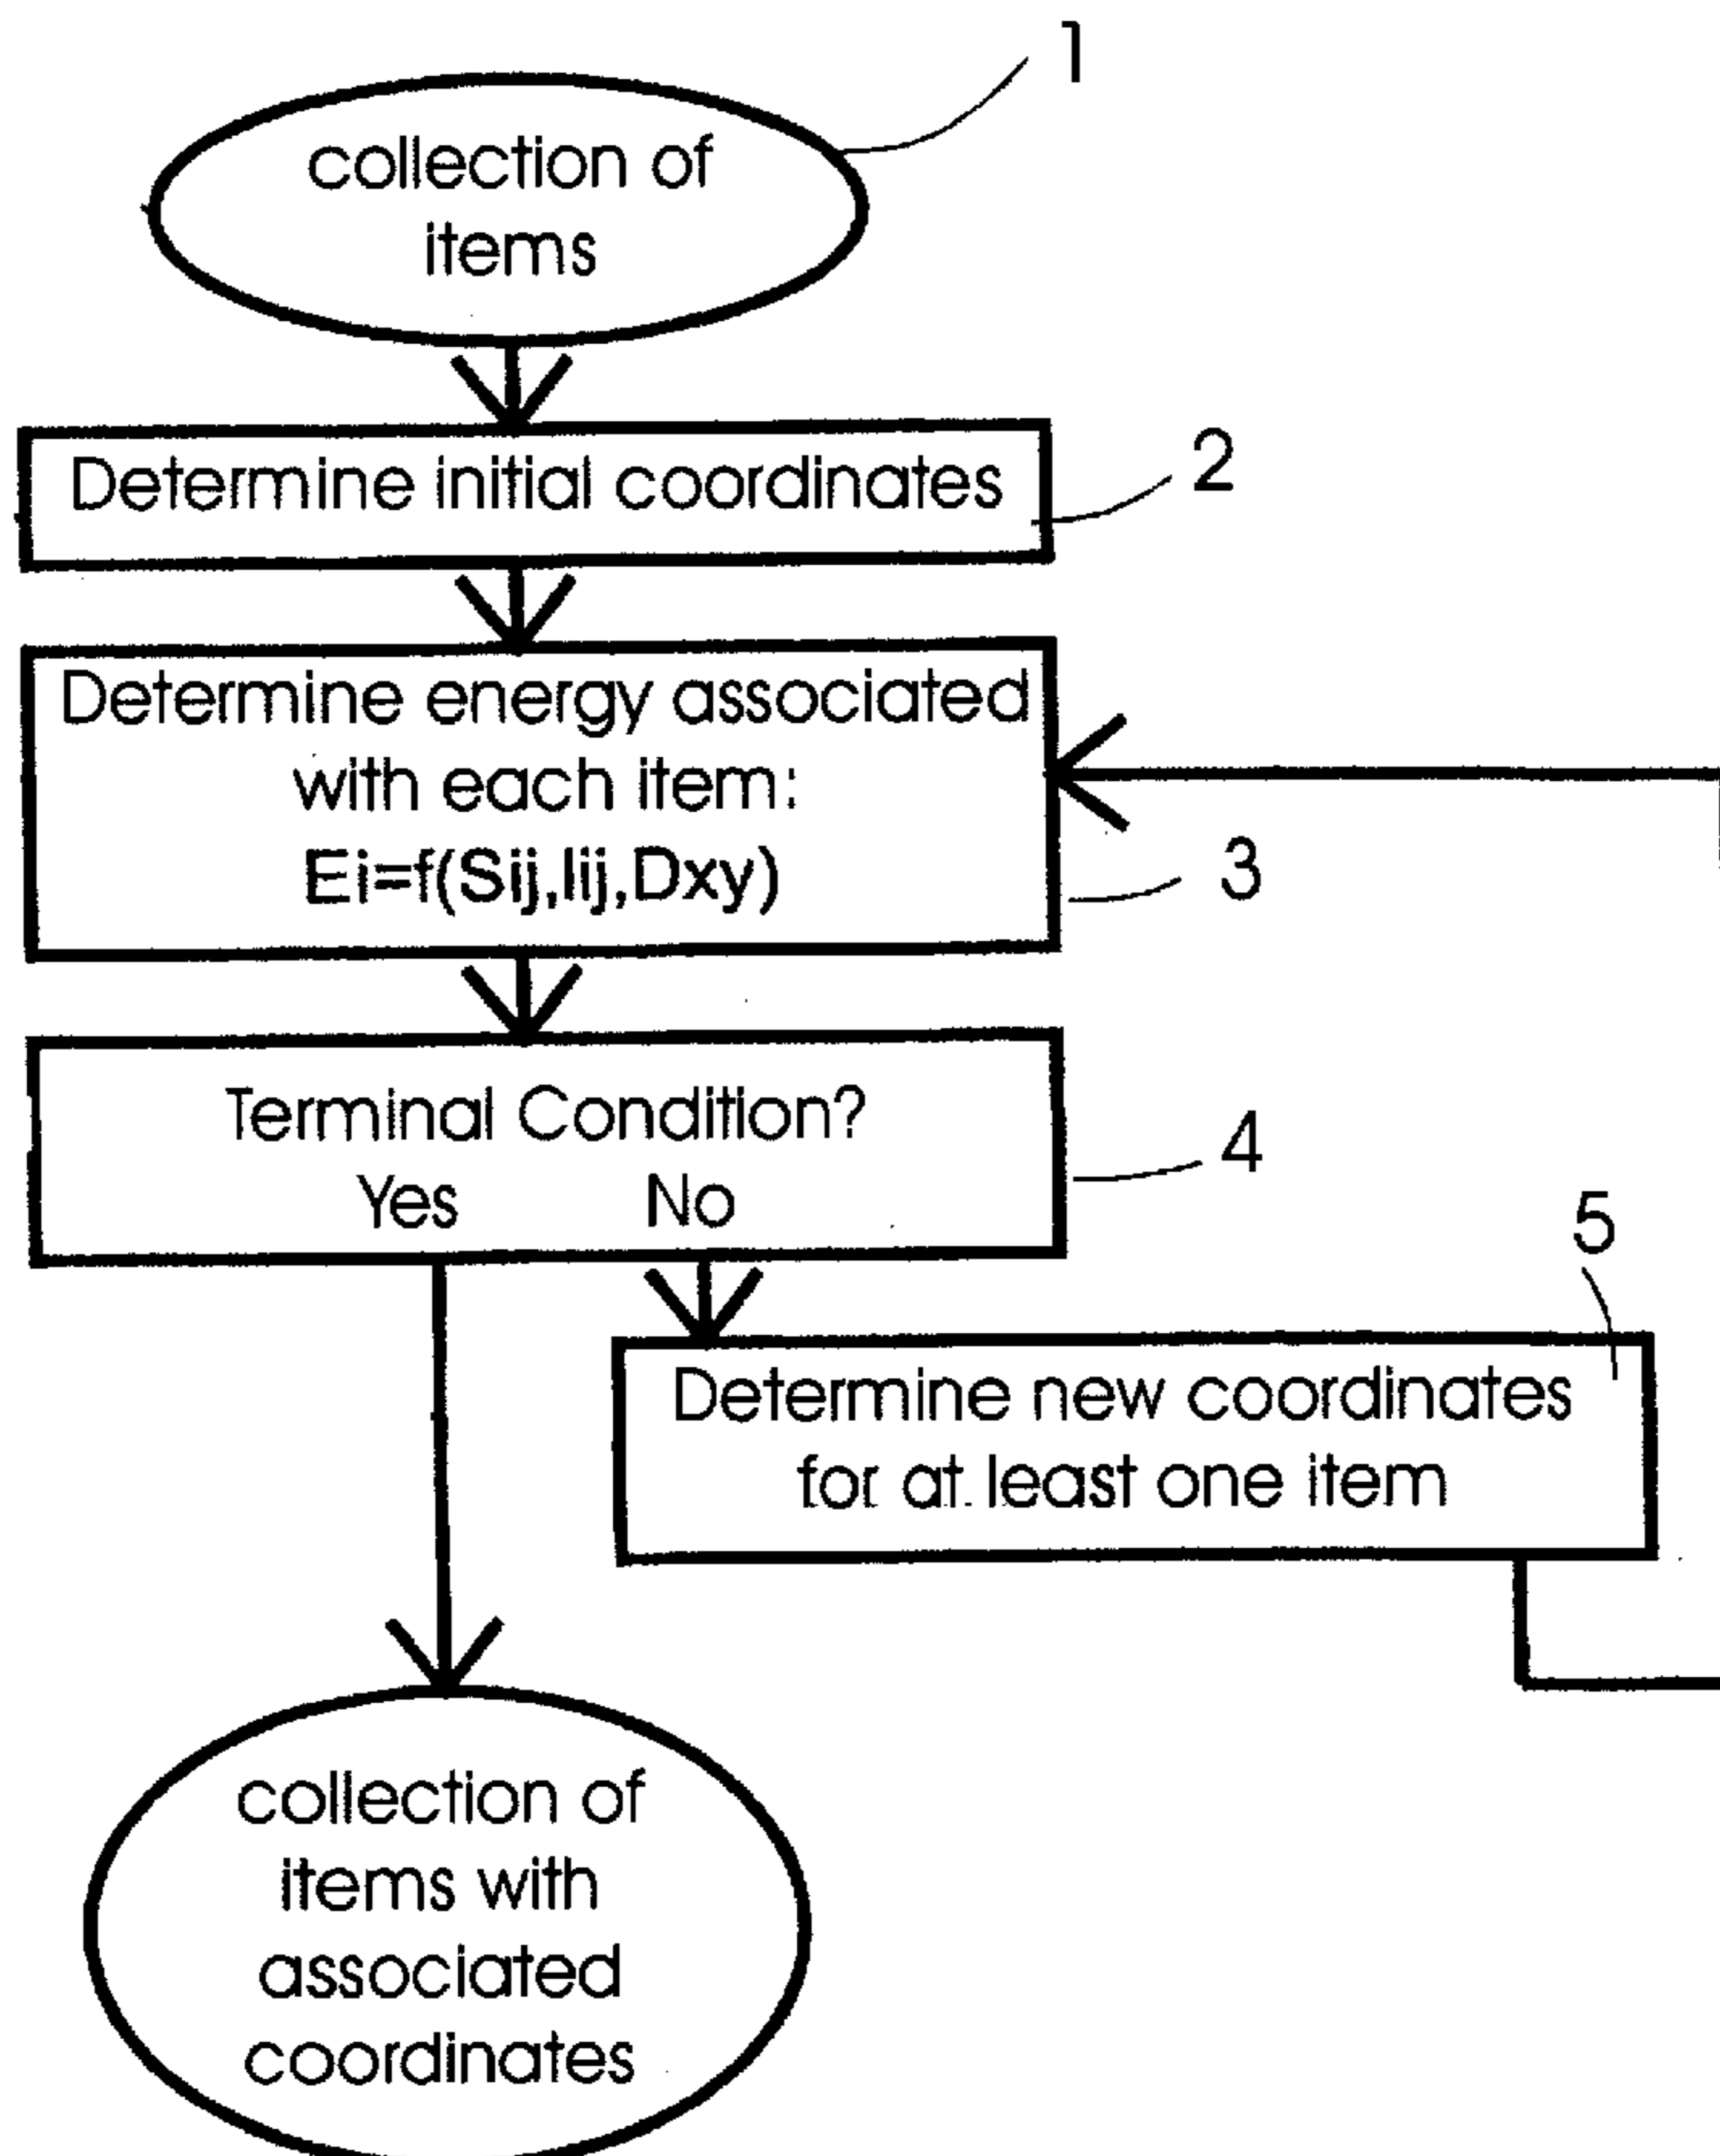 1
collection of
items
Determine initial coordinates
2
Determine energy associated
with each item:
Ei=f(Sij,Iij,Dxy)
3
Terminal Condition?
Yes No
4
5
Determine new coordinates
for at least one item
collection of
items with
associated
coordinates